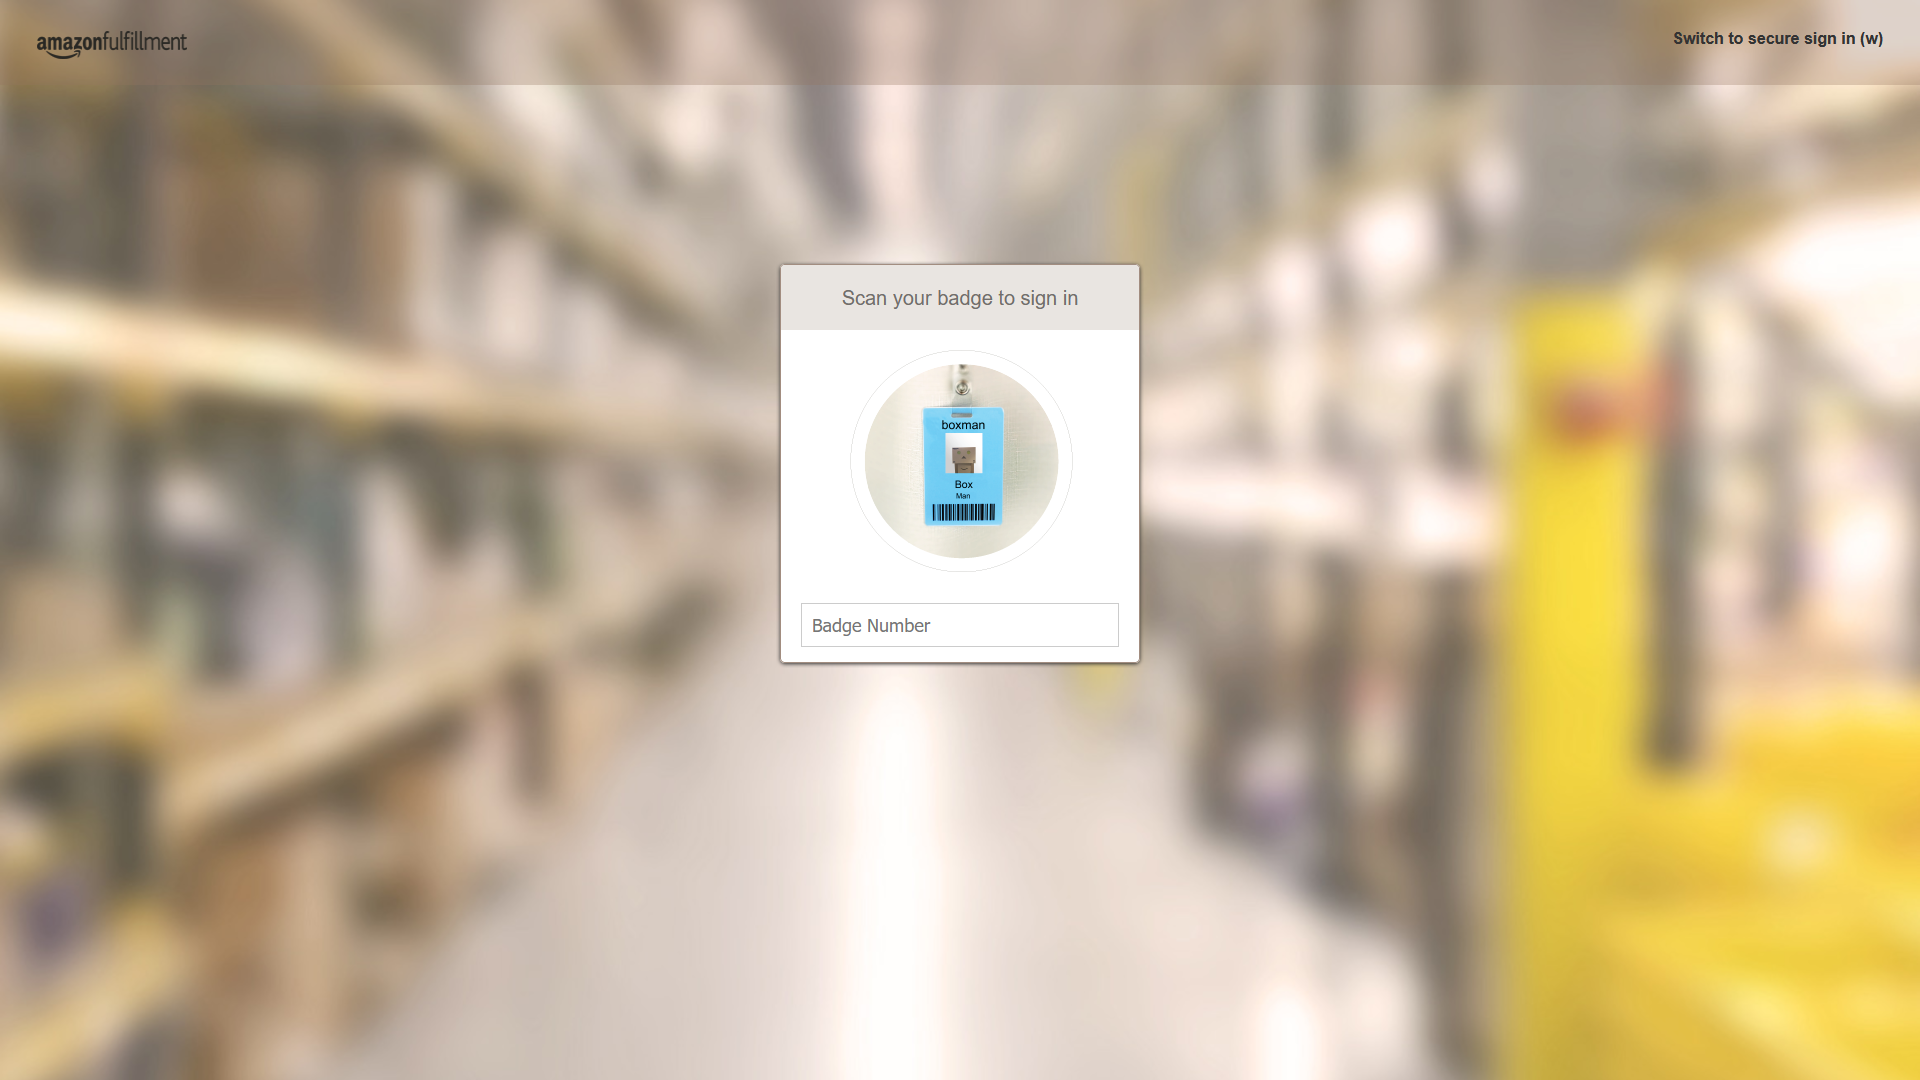 amazonfulfillment
Switch to secure sign in (w)
Scan your badge to sign in
boxman
Box
Man
Badge Number